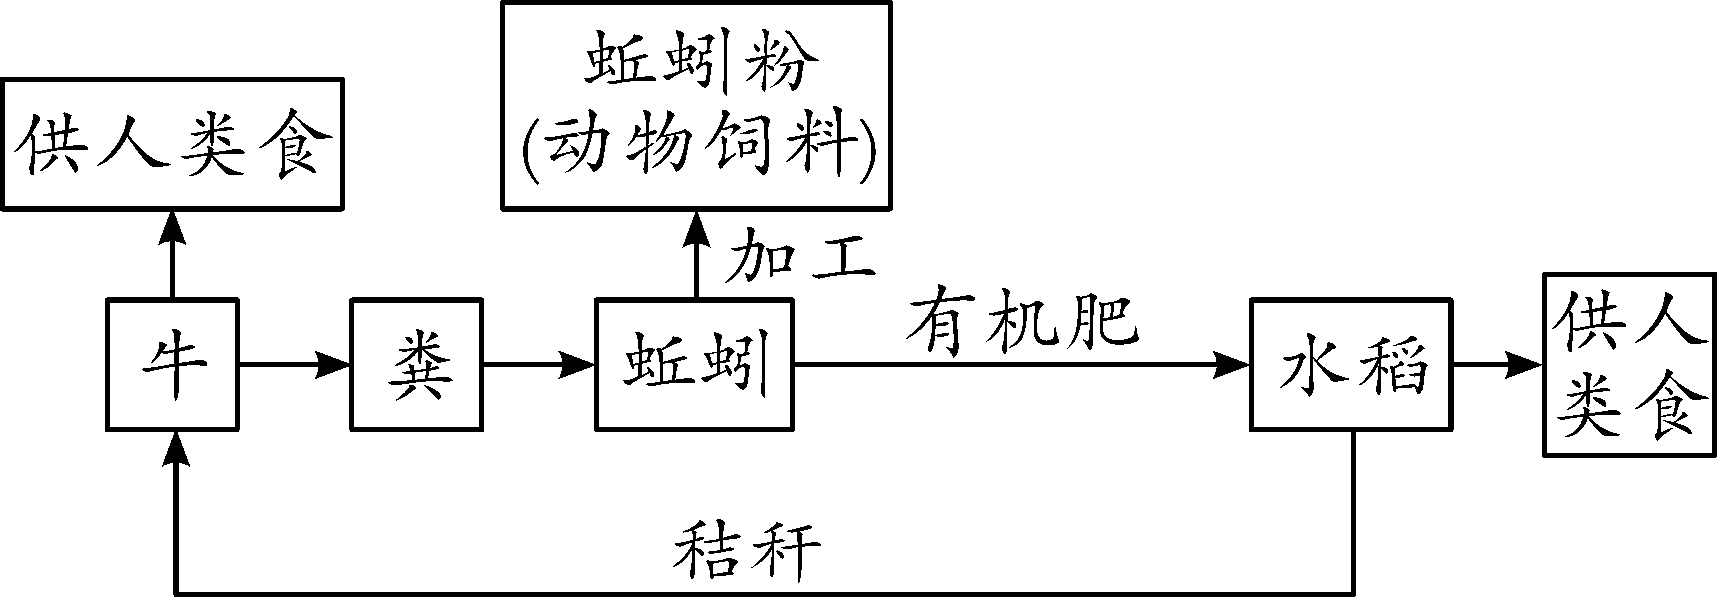 蚯蚓粉
(动物饲料)
供人类食
加工
牛
粪
蚯蚓
有机肥
水稻
供人
类食
秸秆